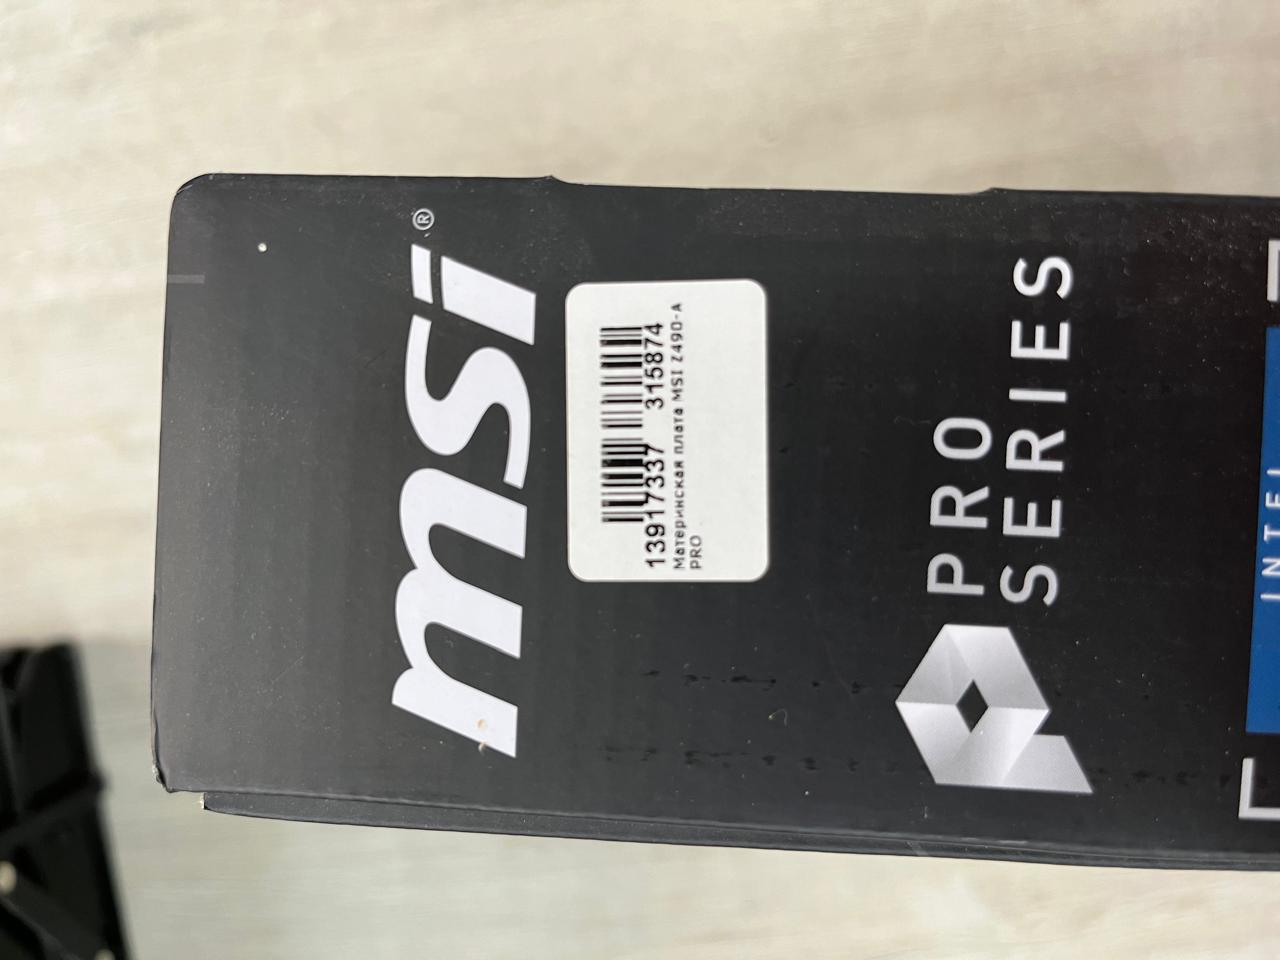 msi®
13917337 315874
Материнская плата MSI Z490-A
PRO
PRO
SERIES
INTEL